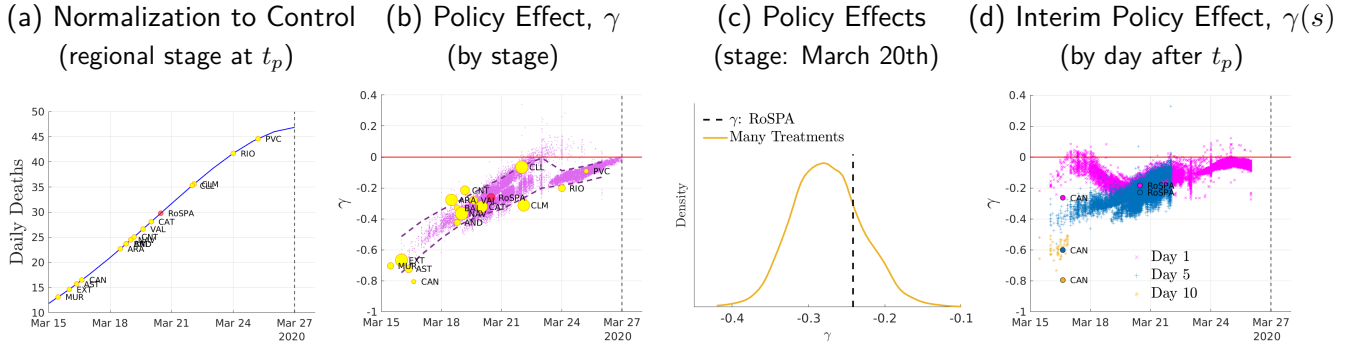 (a) Normalization to Control
(regional stage at t_p)
Daily Deaths
50
45
40
35
30
25
20
15
10
PVC
RIO
CLM
RoSPA
CAT
VAL
CNT
ARA
CAN
AST
EXT
MUR
Mar 15
Mar 18
Mar 21
Mar 24
Mar 27
2020
(b) Policy Effect, γ
(by stage)
γ
0.4
0.2
0
-0.2
-0.4
-0.6
-0.8
-1
CLL
PVC
RIO
CNT
ARA
VAL
RoSPA
BAL
CAT
NAV
CLM
AND
EXT
MUR
AST
CAN
Mar 15
Mar 18
Mar 21
Mar 24
Mar 27
2020
(c) Policy Effects
(stage: March 20th)
γ: RoSPA
Many Treatments
Density
-0.4
-0.3
-0.2
-0.1
γ
(d) Interim Policy Effect, γ(s)
(by day after t_p)
γ
0.4
0.2
0
-0.2
-0.4
-0.6
-0.8
-1
RoSPA
RoSPA
CAN
CAN
CAN
Day 1
Day 5
Day 10
Mar 15
Mar 18
Mar 21
Mar 24
Mar 27
2020